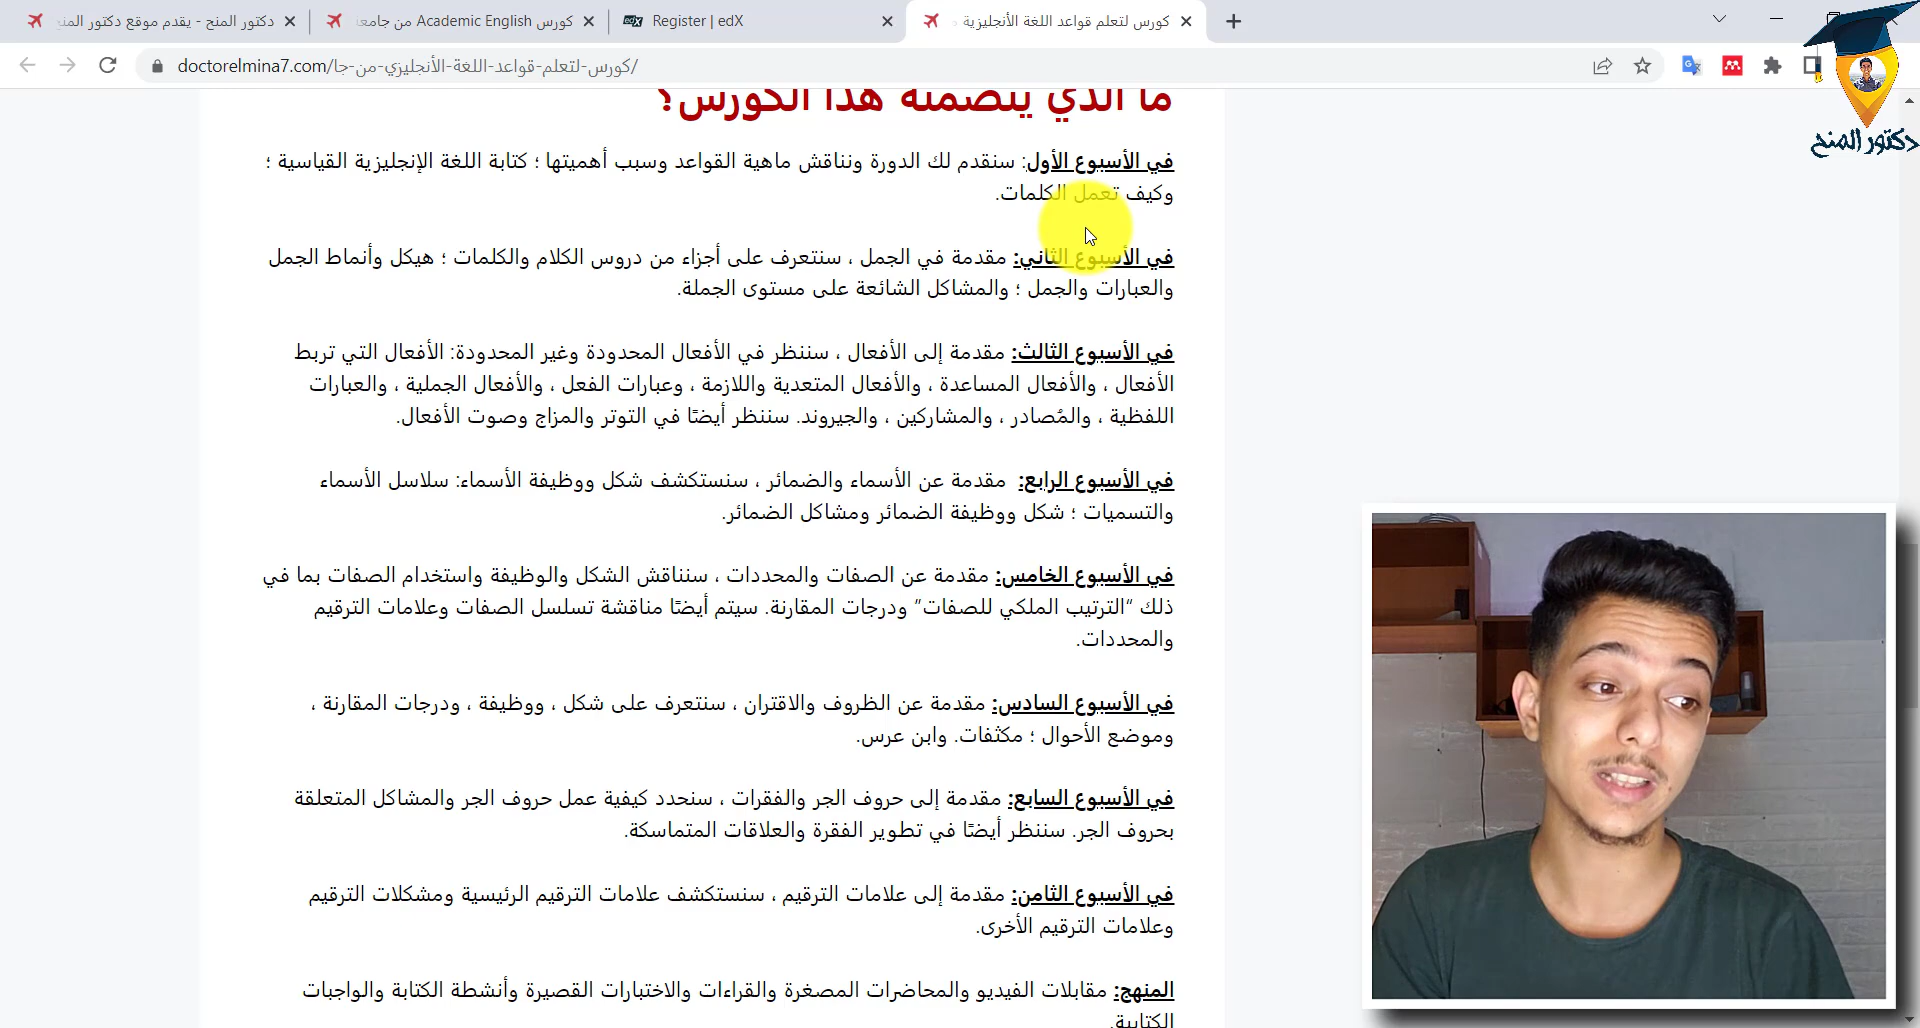 دكتور المنح - يقدم موقع دكتور المنح
كورس Academic English من جامعة
Register | edX
كورس لتعلم قواعد اللغة الأنجليزية
doctorelmina7.com/كورس-لتعلم-قواعد-اللغة-الأنجليزي-من-جا/
دكتور المنح
ما الذي يتضمنه هذا الكورس؟
في الأسبوع الأول: سنقدم لك الدورة ونناقش ماهية القواعد وسبب أهميتها ؛ كتابة اللغة الإنجليزية القياسية ؛
وكيف تعمل الكلمات.
في الأسبوع الثاني: مقدمة في الجمل ، سنتعرف على أجزاء من دروس الكلام والكلمات ؛ هيكل وأنماط الجمل
والعبارات والجمل ؛ والمشاكل الشائعة على مستوى الجملة.
في الأسبوع الثالث: مقدمة إلى الأفعال ، سننظر في الأفعال المحدودة وغير المحدودة: الأفعال التي تربط
الأفعال ، والأفعال المساعدة ، والأفعال المتعدية واللازمة ، وعبارات الفعل ، والأفعال الجملية ، والعبارات
اللفظية ، والمُصادر ، والمشاركين ، والجيروند. سننظر أيضًا في التوتر والمزاج وصوت الأفعال.
في الأسبوع الرابع: مقدمة عن الأسماء والضمائر ، سنستكشف شكل ووظيفة الأسماء: سلاسل الأسماء
والتسميات ؛ شكل ووظيفة الضمائر ومشاكل الضمائر.
في الأسبوع الخامس: مقدمة عن الصفات والمحددات ، سنناقش الشكل والوظيفة واستخدام الصفات بما في
ذلك “الترتيب الملكي للصفات” ودرجات المقارنة. سيتم أيضًا مناقشة تسلسل الصفات وعلامات الترقيم
والمحددات.
في الأسبوع السادس: مقدمة عن الظروف والاقتران ، سنتعرف على شكل ، ووظيفة ، ودرجات المقارنة ،
وموضع الأحوال ؛ مكثفات. وابن عرس.
في الأسبوع السابع: مقدمة إلى حروف الجر والفقرات ، سنحدد كيفية عمل حروف الجر والمشاكل المتعلقة
بحروف الجر. سننظر أيضًا في تطوير الفقرة والعلاقات المتماسكة.
في الأسبوع الثامن: مقدمة إلى علامات الترقيم ، سنستكشف علامات الترقيم الرئيسية ومشكلات الترقيم
وعلامات الترقيم الأخرى.
المنهج: مقابلات الفيديو والمحاضرات المصغرة والقراءات والاختبارات القصيرة وأنشطة الكتابة والواجبات
الكتابية.